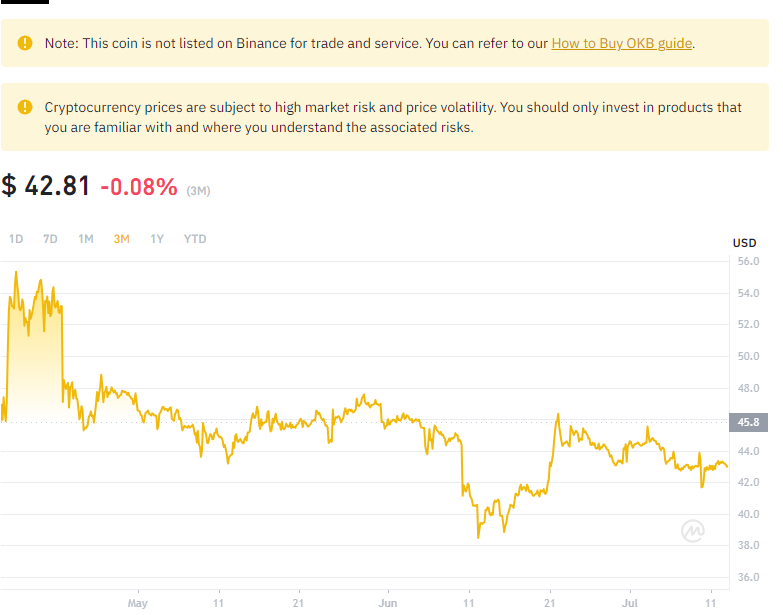 Note: This coin is not listed on Binance for trade and service. You can refer to our How to Buy OKB guide.
Cryptocurrency prices are subject to high market risk and price volatility. You should only invest in products that
you are familiar with and where you understand the associated risks.
$ 42.81 -0.08% (3M)
1D 7D 1M 3M 1Y YTD
USD
56.0
54.0
52.0
50.0
48.0
45.8
44.0
42.0
40.0
38.0
36.0
May 11 21 Jun 11 21 Jul 11